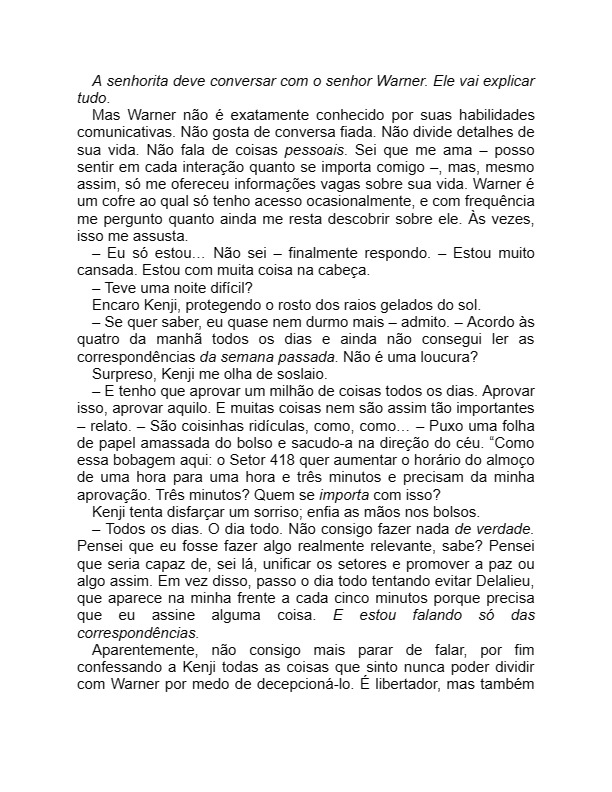 A senhorita deve conversar com o senhor Warner. Ele vai explicar
tudo.
Mas Warner não é exatamente conhecido por suas habilidades
comunicativas. Não gosta de conversa fiada. Não divide detalhes de
sua vida. Não fala de coisas pessoais. Sei que me ama – posso
sentir em cada interação quanto se importa comigo –, mas, mesmo
assim, só me ofereceu informações vagas sobre sua vida. Warner é
um cofre ao qual só tenho acesso ocasionalmente, e com frequência
me pergunto quanto ainda me resta descobrir sobre ele. Às vezes,
isso me assusta.
– Eu só estou… Não sei – finalmente respondo. – Estou muito
cansada. Estou com muita coisa na cabeça.
– Teve uma noite difícil?
Encaro Kenji, protegendo o rosto dos raios gelados do sol.
– Se quer saber, eu quase nem durmo mais – admito. – Acordo às
quatro da manhã todos os dias e ainda não consegui ler as
correspondências da semana passada. Não é uma loucura?
Surpreso, Kenji me olha de soslaio.
– E tenho que aprovar um milhão de coisas todos os dias. Aprovar
isso, aprovar aquilo. E muitas coisas nem são assim tão importantes
– relato. – São coisinhas ridículas, como, como… – Puxo uma folha
de papel amassada do bolso e sacudo-a na direção do céu. “Como
essa bobagem aqui: o Setor 418 quer aumentar o horário do almoço
de uma hora para uma hora e três minutos e precisam da minha
aprovação. Três minutos? Quem se importa com isso?
Kenji tenta disfarçar um sorriso; enfia as mãos nos bolsos.
– Todos os dias. O dia todo. Não consigo fazer nada de verdade.
Pensei que eu fosse fazer algo realmente relevante, sabe? Pensei
que seria capaz de, sei lá, unificar os setores e promover a paz ou
algo assim. Em vez disso, passo o dia todo tentando evitar Delalieu,
que aparece na minha frente a cada cinco minutos porque precisa
que eu assine alguma coisa. E estou falando só das
correspondências.
Aparentemente, não consigo mais parar de falar, por fim
confessando a Kenji todas as coisas que sinto nunca poder dividir
com Warner por medo de decepcioná-lo. É libertador, mas também